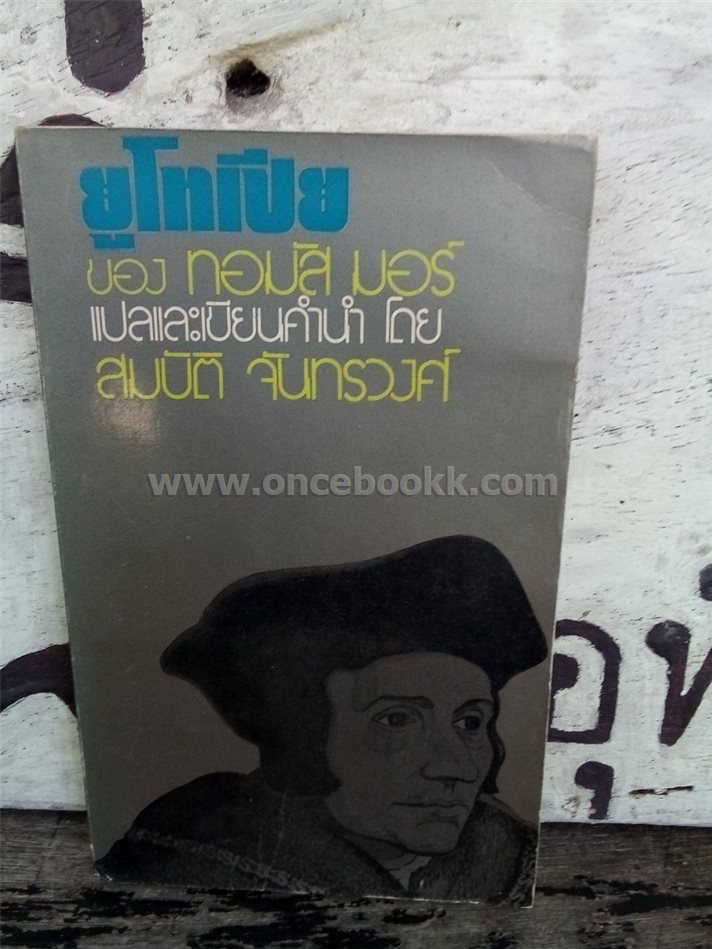 ยูโทเปีย
ของ ทอมัส มอร์
แปลและเขียนคำนำ โดย
สมบัติ จันทรวงศ์
www.oncebookk.com